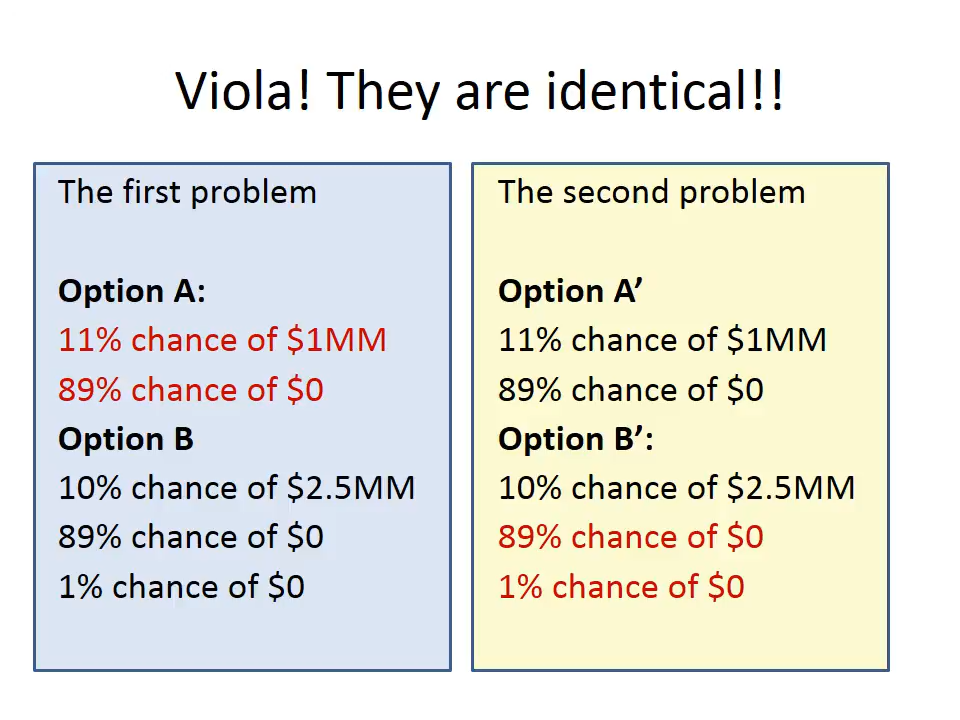 Viola! They are identical!!
The first problem
Option A:
11% chance of $1MM
89% chance of $0
Option B
10% chance of $2.5MM
89% chance of $0
1% chance of $0
The second problem
Option A’
11% chance of $1MM
89% chance of $0
Option B’:
10% chance of $2.5MM
89% chance of $0
1% chance of $0